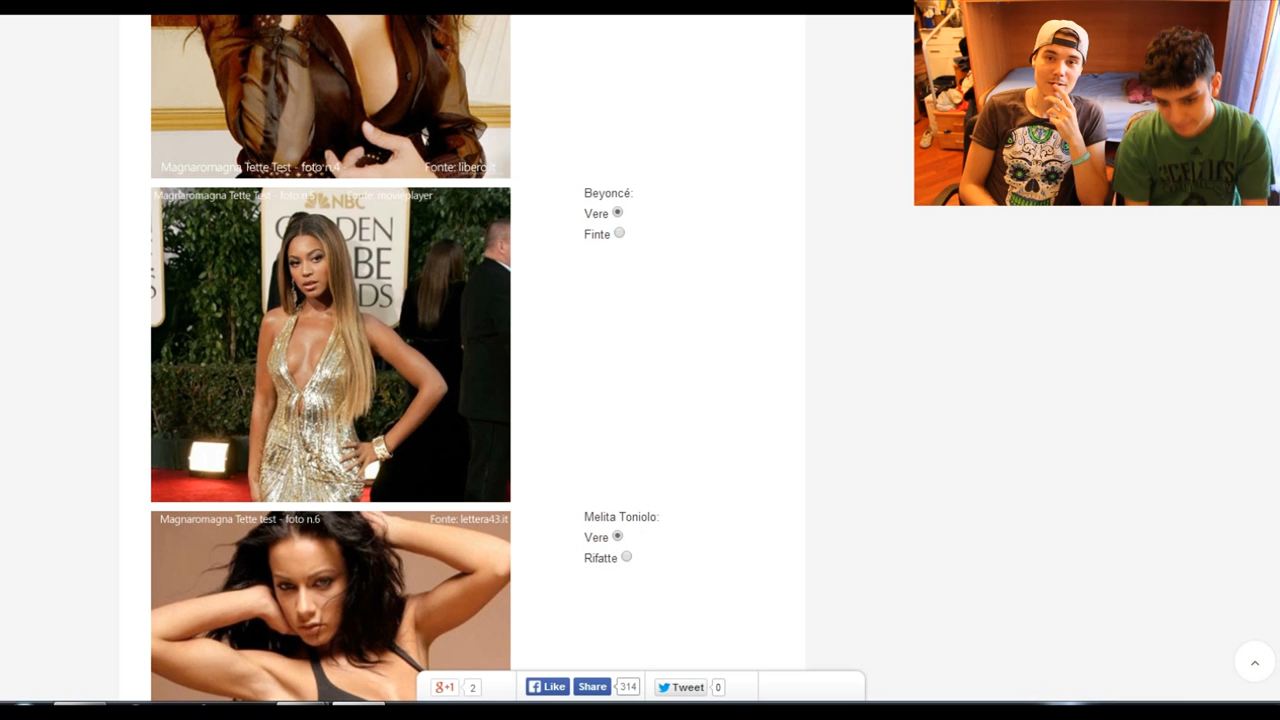 Magnaromagna Tette Test - foto n.4
Fonte: libero.it
Magnaromagna Tette Test - foto n.5
Fonte: movieplayer
NBC
GOLDEN
GLOBE
Beyoncé:
Vere
Finte
Magnaromagna Tette test - foto n.6
Fonte: lettera43.it
Melita Toniolo:
Vere
Rifatte
g+1
2
Like
Share
314
Tweet
0